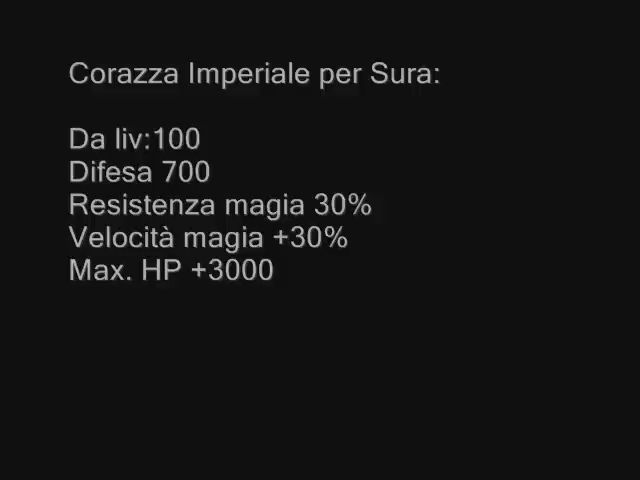 Corazza Imperiale per Sura:
Da liv:100
Difesa 700
Resistenza magia 30%
Velocità magia +30%
Max. HP +3000